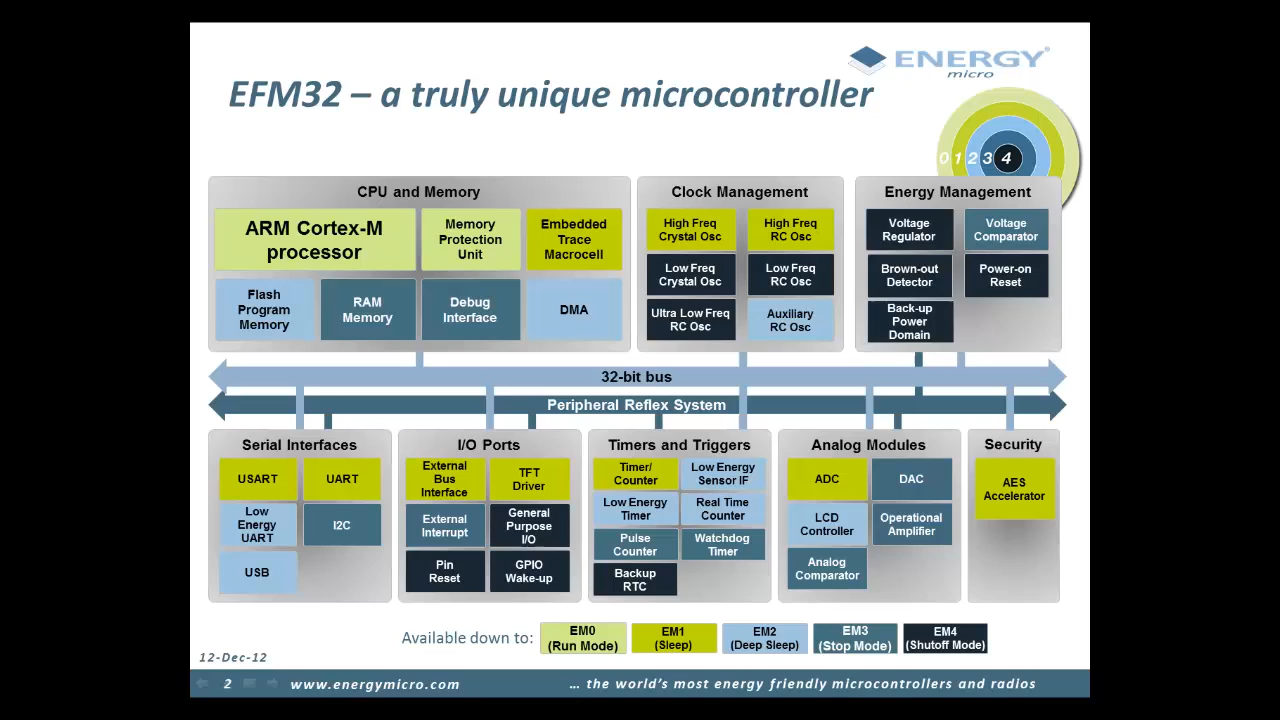 ENERGY
micro
EFM32 – a truly unique microcontroller
0 1 2 3 4
CPU and Memory
ARM Cortex-M
processor
Memory
Protection
Unit
Embedded
Trace
Macrocell
Flash
Program
Memory
RAM
Memory
Debug
Interface
DMA
Clock Management
High Freq
Crystal Osc
High Freq
RC Osc
Low Freq
Crystal Osc
Low Freq
RC Osc
Ultra Low Freq
RC Osc
Auxiliary
RC Osc
Energy Management
Voltage
Regulator
Voltage
Comparator
Brown-out
Detector
Power-on
Reset
Back-up
Power
Domain
32-bit bus
Peripheral Reflex System
Serial Interfaces
USART
UART
Low
Energy
UART
I2C
USB
I/O Ports
External
Bus
Interface
TFT
Driver
External
Interrupt
General
Purpose
I/O
Pin
Reset
GPIO
Wake-up
Timers and Triggers
Timer/
Counter
Low Energy
Sensor IF
Low Energy
Timer
Real Time
Counter
Pulse
Counter
Watchdog
Timer
Backup
RTC
Analog Modules
ADC
DAC
LCD
Controller
Operational
Amplifier
Analog
Comparator
Security
AES
Accelerator
Available down to:
EM0
(Run Mode)
EM1
(Sleep)
EM2
(Deep Sleep)
EM3
(Stop Mode)
EM4
(Shutoff Mode)
12-Dec-12
2
www.energymicro.com
... the world's most energy friendly microcontrollers and radios